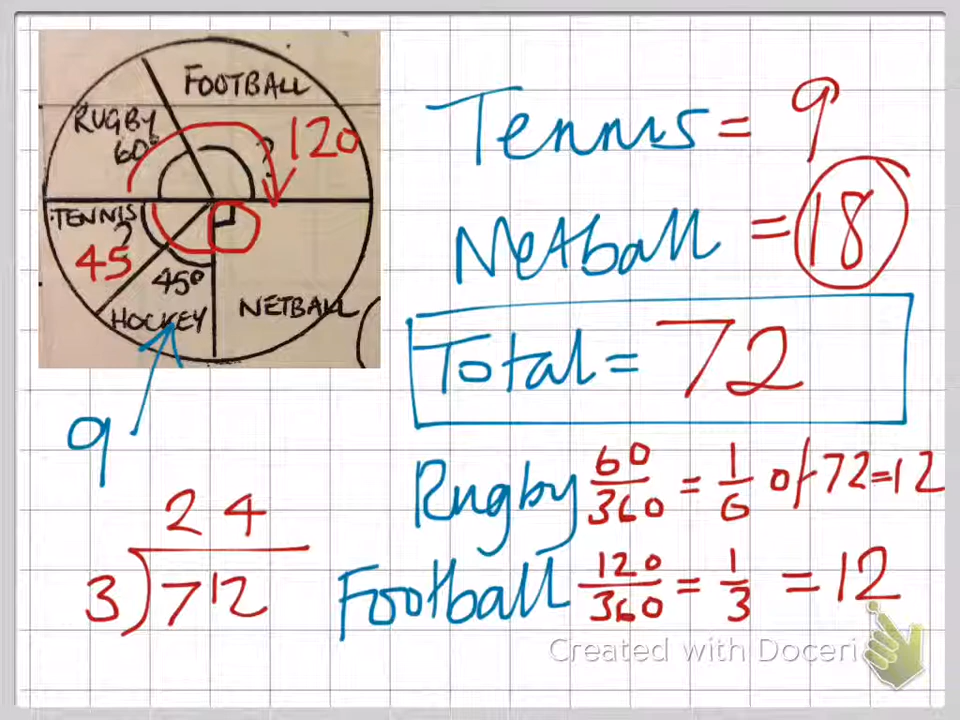 FOOTBALL
RUGBY
60°
? 120
TENNIS
?
45
45°
HOCKEY
NETBALL
9
Tennis = 9
Netball = 18
Total = 72
Rugby 60/360 = 1/6 of 72 = 12
Football 120/360 = 1/3 = 12
24
3)712
Created with Doceri